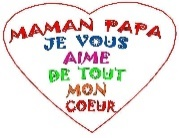 MAMAN PAPA
JE VOUS
AIME
DE TOUT
MON
COEUR